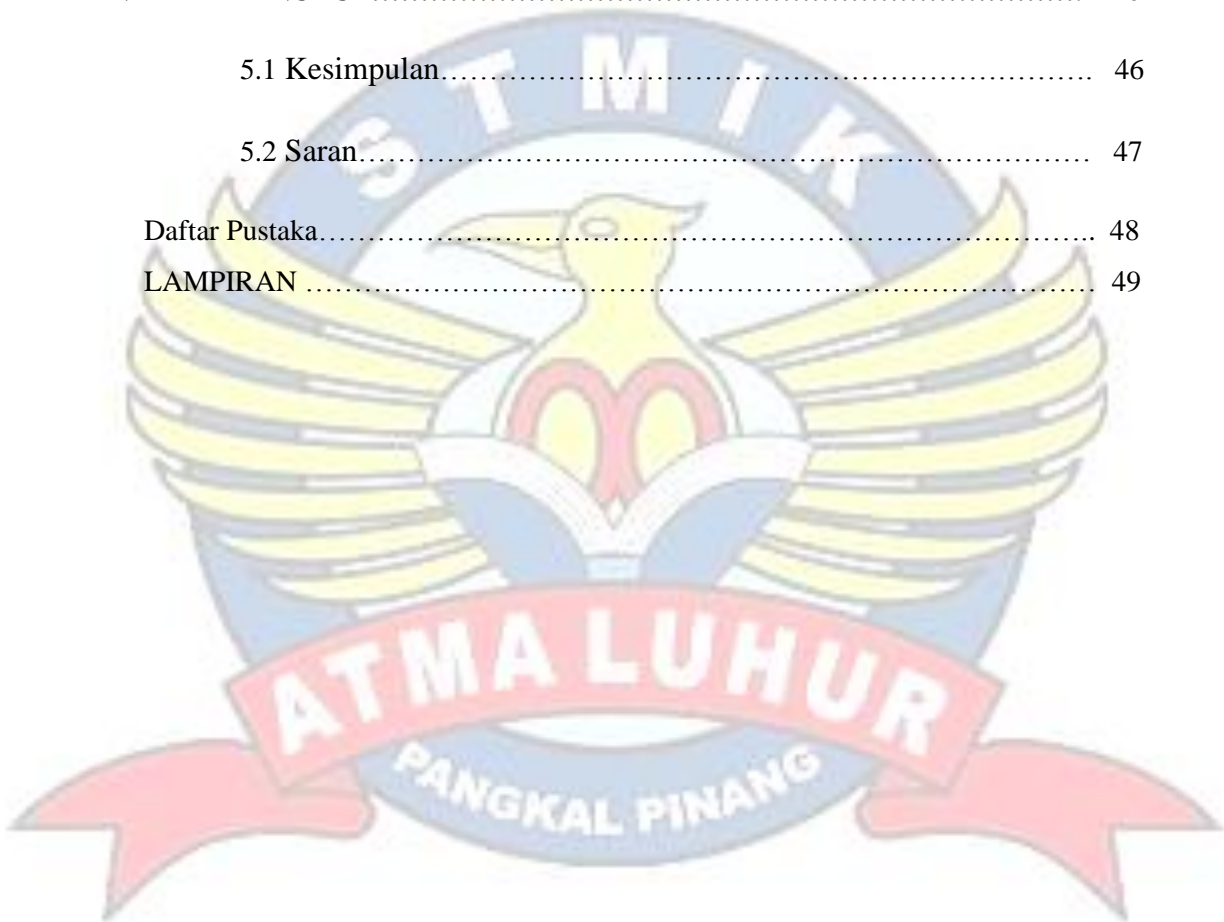 5.1 Kesimpulan………………………………………………………………. 46
5.2 Saran……………………………………………………………………… 47
Daftar Pustaka…………………………………………………………………….. 48
LAMPIRAN ……………………………………………………………………… 49
STMIK
ATMA LUHUR
PANGKAL PINANG